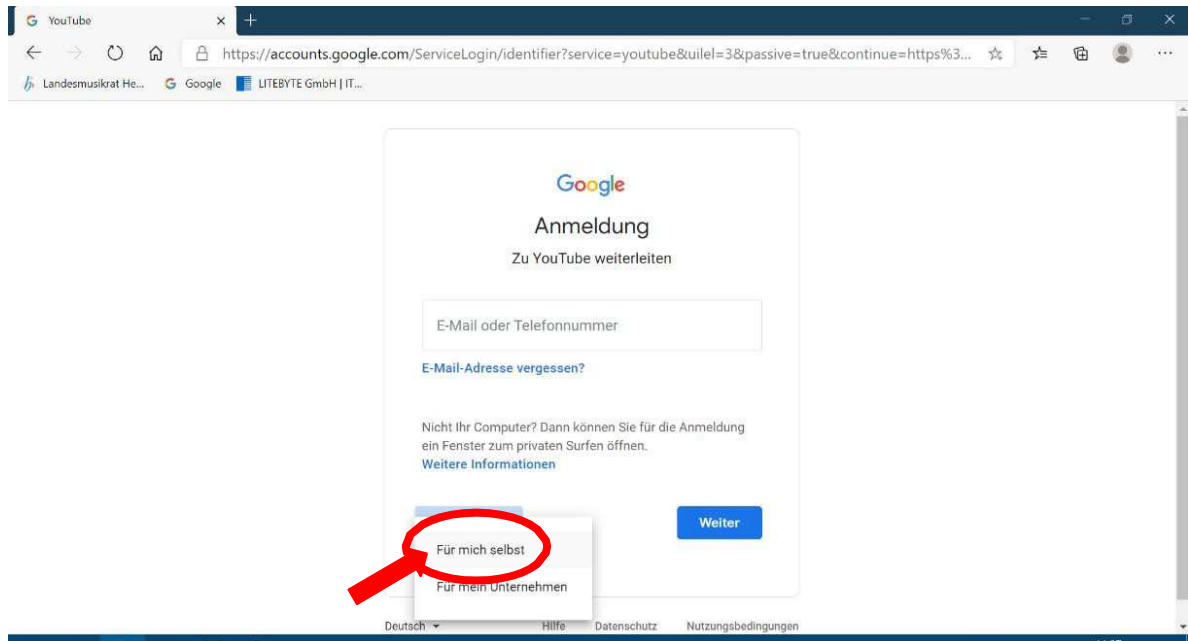 YouTube
https://accounts.google.com/ServiceLogin/identifier?service=youtube&uilel=3&passive=true&continue=https%3...
Landesmusikrat He... Google LITEBYTE GmbH | IT...
Google
Anmeldung
Zu YouTube weiterleiten
E-Mail oder Telefonnummer
E-Mail-Adresse vergessen?
Nicht Ihr Computer? Dann können Sie für die Anmeldung
ein Fenster zum privaten Surfen öffnen.
Weitere Informationen
Weiter
Für mich selbst
Für mein Unternehmen
Deutsch Hilfe Datenschutz Nutzungsbedingungen